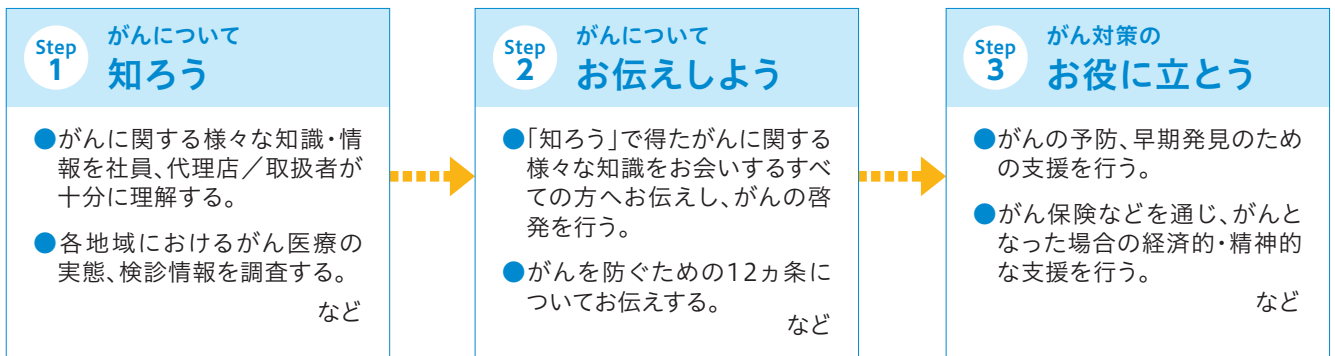 Step
1
がんについて
知ろう
●がんに関する様々な知識・情
報を社員、代理店／取扱者が
十分に理解する。
●各地域におけるがん医療の
実態、検診情報を調査する。
など
Step
2
がんについて
お伝えしよう
●「知ろう」で得たがんに関する
様々な知識をお会いするすべ
ての方へお伝えし、がんの啓
発を行う。
●がんを防ぐための12ヵ条に
ついてお伝えする。
など
Step
3
がん対策の
お役に立とう
●がんの予防、早期発見のため
の支援を行う。
●がん保険などを通じ、がんと
なった場合の経済的・精神的
な支援を行う。
など